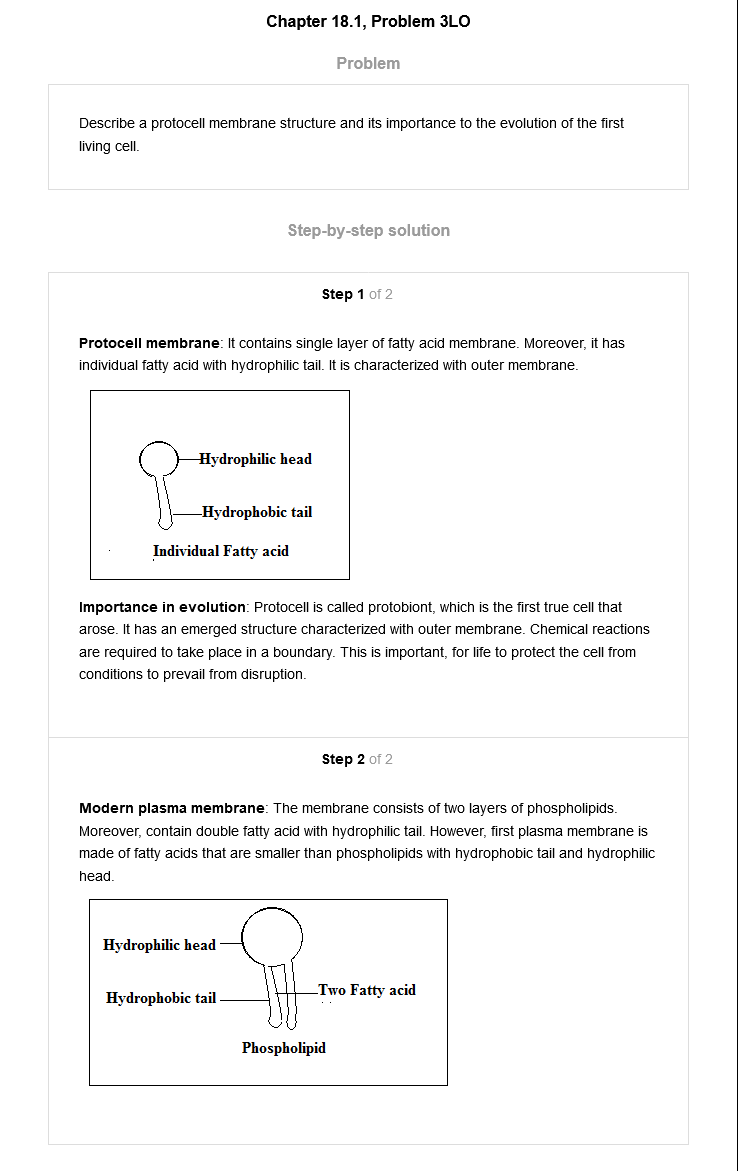 Chapter 18.1, Problem 3LO
Problem
Describe a protocell membrane structure and its importance to the evolution of the first
living cell.
Step-by-step solution
Step 1 of 2
Protocell membrane: It contains single layer of fatty acid membrane. Moreover, it has
individual fatty acid with hydrophilic tail. It is characterized with outer membrane.
Hydrophilic head
Hydrophobic tail
Individual Fatty acid
Importance in evolution: Protocell is called protobiont, which is the first true cell that
arose. It has an emerged structure characterized with outer membrane. Chemical reactions
are required to take place in a boundary. This is important, for life to protect the cell from
conditions to prevail from disruption.
Step 2 of 2
Modern plasma membrane: The membrane consists of two layers of phospholipids.
Moreover, contain double fatty acid with hydrophilic tail. However, first plasma membrane is
made of fatty acids that are smaller than phospholipids with hydrophobic tail and hydrophilic
head.
Hydrophilic head
Two Fatty acid
Hydrophobic tail
Phospholipid